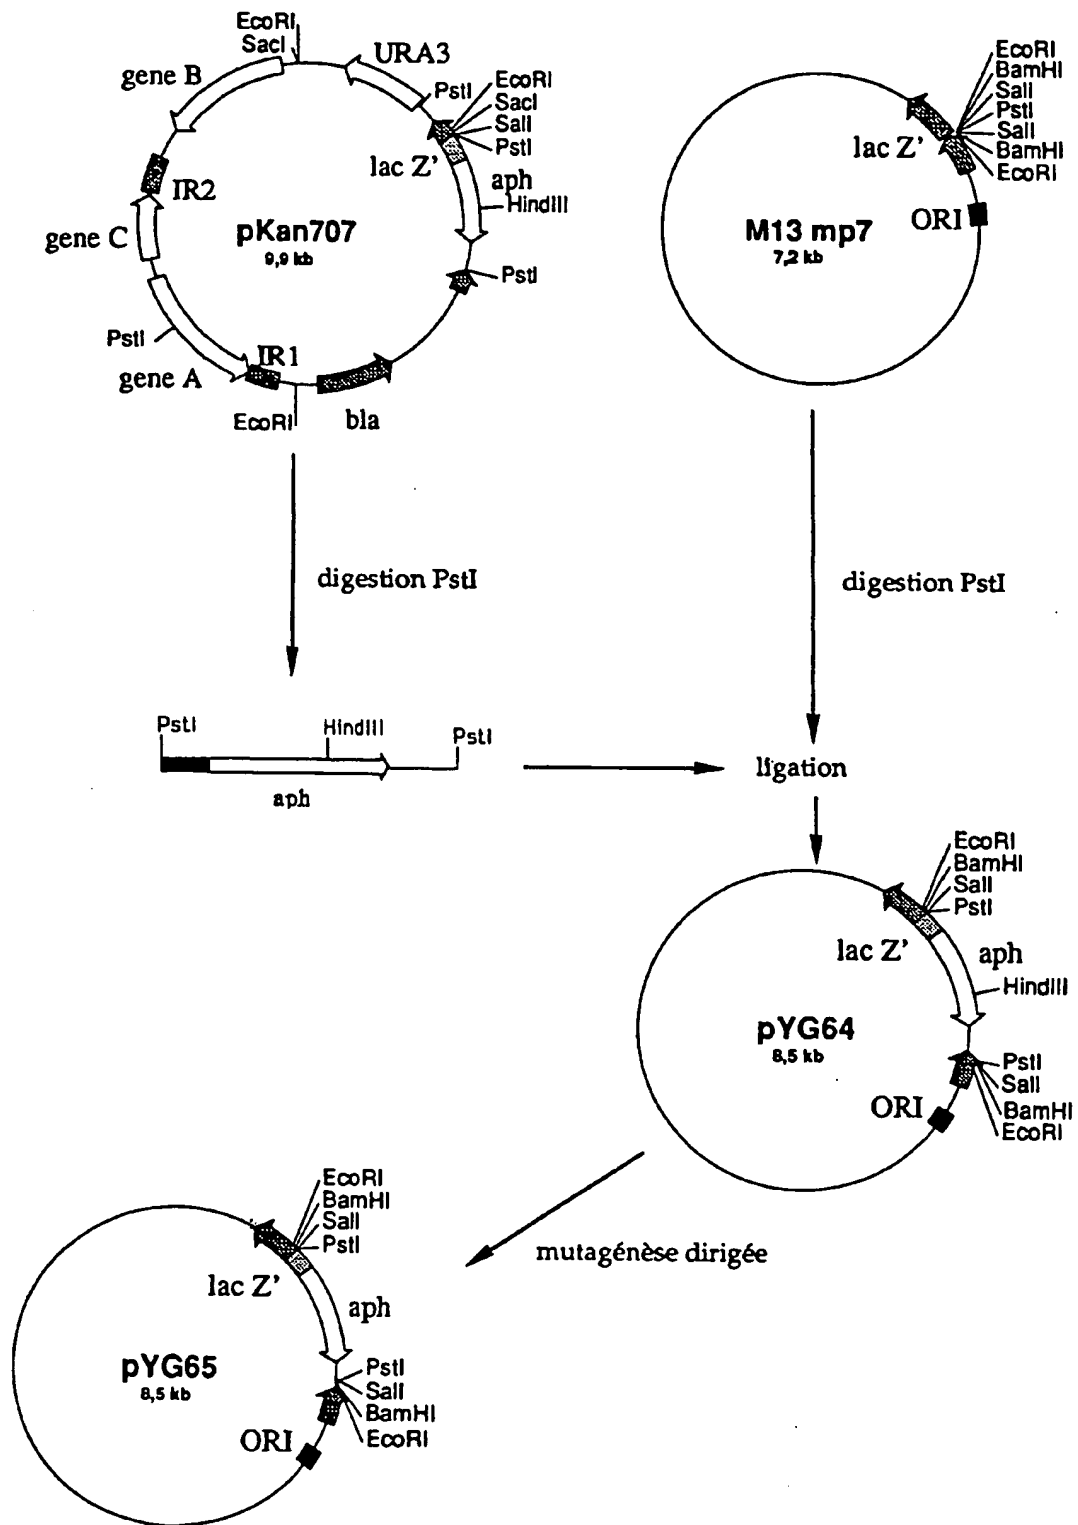 EcoRI
SacI
gene B
URA3
PstI
EcoRI
SacI
SalI
PstI
lac Z'
aph
HindIII
IR2
gene C
pKan707
9,9 kb
PstI
PstI
gene A
IR1
EcoRI
bla
EcoRI
BamHI
SalI
PstI
SalI
BamHI
EcoRI
lac Z'
ORI
M13 mp7
7,2 kb
digestion PstI
digestion PstI
PstI
HindIII
PstI
aph
ligation
EcoRI
BamHI
SalI
PstI
lac Z'
aph
HindIII
pYG64
8,5 kb
PstI
SalI
BamHI
EcoRI
ORI
mutagénèse dirigée
EcoRI
BamHI
SalI
PstI
lac Z'
aph
pYG65
8,5 kb
PstI
SalI
BamHI
EcoRI
ORI